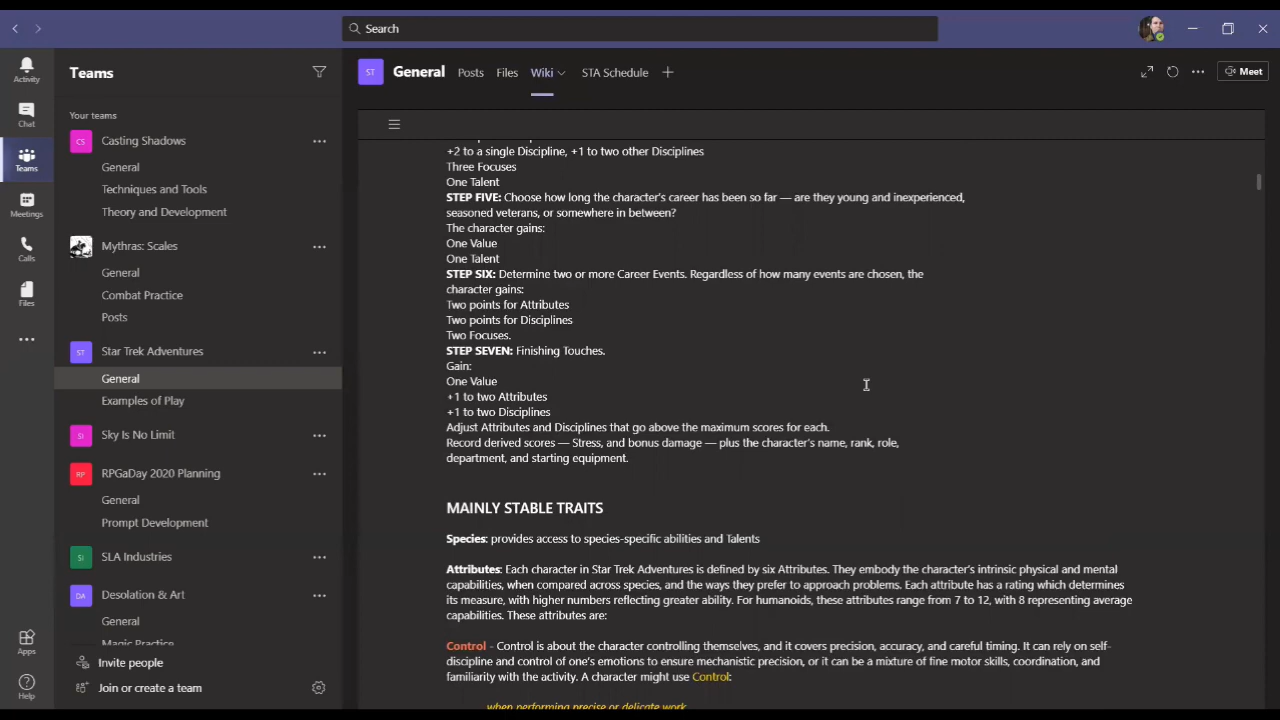 Search
Activity
Chat
Teams
Meetings
Calls
Files
Apps
Help
Teams
Your teams
CS Casting Shadows
General
Techniques and Tools
Theory and Development
Mythras: Scales
General
Combat Practice
Posts
ST Star Trek Adventures
General
Examples of Play
SI Sky Is No Limit
RP RPGaDay 2020 Planning
General
Prompt Development
SI SLA Industries
DA Desolation & Art
General
Magic Practice
Invite people
Join or create a team
ST General Posts Files Wiki STA Schedule Meet
+2 to a single Discipline, +1 to two other Disciplines
Three Focuses
One Talent
STEP FIVE: Choose how long the character's career has been so far — are they young and inexperienced,
seasoned veterans, or somewhere in between?
The character gains:
One Value
One Talent
STEP SIX: Determine two or more Career Events. Regardless of how many events are chosen, the
character gains:
Two points for Attributes
Two points for Disciplines
Two Focuses.
STEP SEVEN: Finishing Touches.
Gain:
One Value
+1 to two Attributes
+1 to two Disciplines
Adjust Attributes and Disciplines that go above the maximum scores for each.
Record derived scores — Stress, and bonus damage — plus the character's name, rank, role,
department, and starting equipment.
MAINLY STABLE TRAITS
Species: provides access to species-specific abilities and Talents
Attributes: Each character in Star Trek Adventures is defined by six Attributes. They embody the character's intrinsic physical and mental
capabilities, when compared across species, and the ways they prefer to approach problems. Each attribute has a rating which determines
its measure, with higher numbers reflecting greater ability. For humanoids, these attributes range from 7 to 12, with 8 representing average
capabilities. These attributes are:
Control - Control is about the character controlling themselves, and it covers precision, accuracy, and careful timing. It can rely on self-
discipline and control of one's emotions to ensure mechanistic precision, or it can be a mixture of fine motor skills, coordination, and
familiarity with the activity. A character might use Control:
when performing precise or delicate work